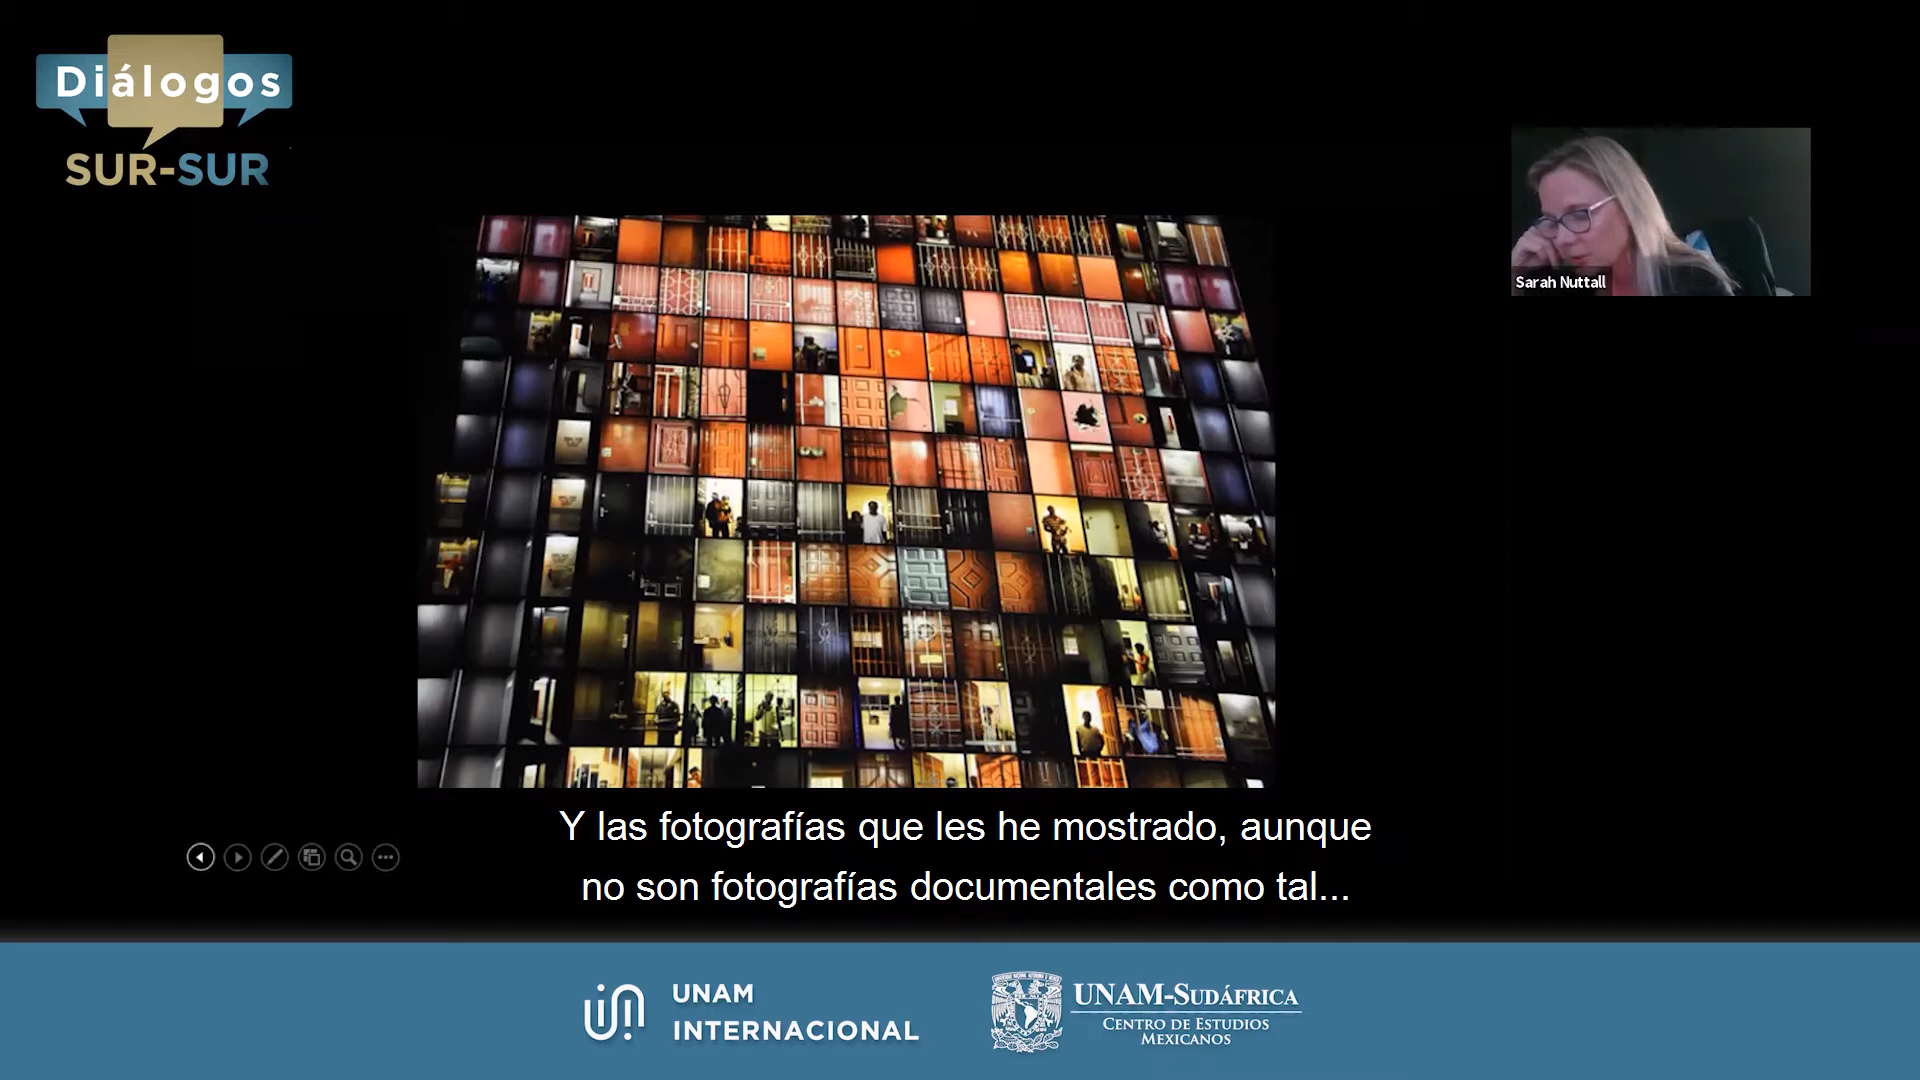 Diálogos
SUR-SUR
Sarah Nuttall
Y las fotografías que les he mostrado, aunque
no son fotografías documentales como tal...
UNAM
INTERNACIONAL
UNAM-SUDÁFRICA
CENTRO DE ESTUDIOS
MEXICANOS